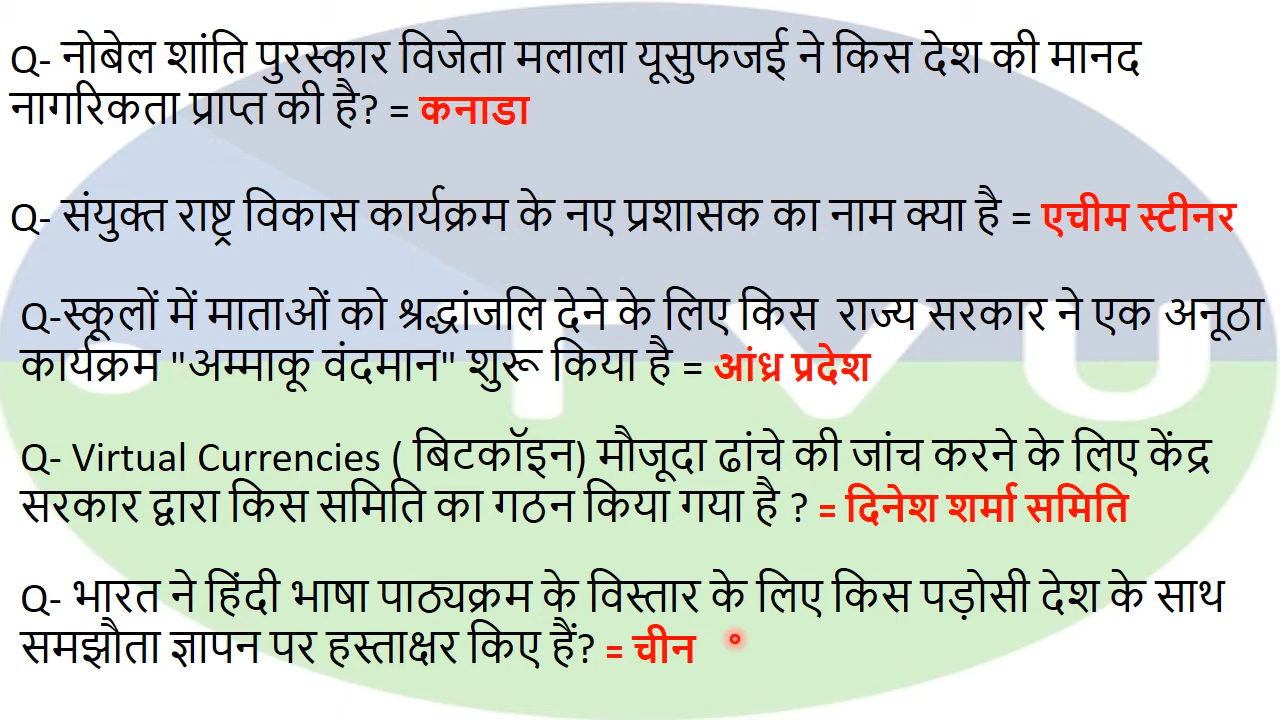 Q- नोबेल शांति पुरस्कार विजेता मलाला यूसुफजई ने किस देश की मानद
नागरिकता प्राप्त की है? = कनाडा
Q- संयुक्त राष्ट्र विकास कार्यक्रम के नए प्रशासक का नाम क्या है = एचीम स्टीनर
Q-स्कूलों में माताओं को श्रद्धांजलि देने के लिए किस राज्य सरकार ने एक अनूठा
कार्यक्रम "अम्माकू वंदमान" शुरू किया है = आंध्र प्रदेश
Q- Virtual Currencies ( बिटकॉइन) मौजूदा ढांचे की जांच करने के लिए केंद्र
सरकार द्वारा किस समिति का गठन किया गया है ? = दिनेश शर्मा समिति
Q- भारत ने हिंदी भाषा पाठ्यक्रम के विस्तार के लिए किस पड़ोसी देश के साथ
समझौता ज्ञापन पर हस्ताक्षर किए हैं? = चीन